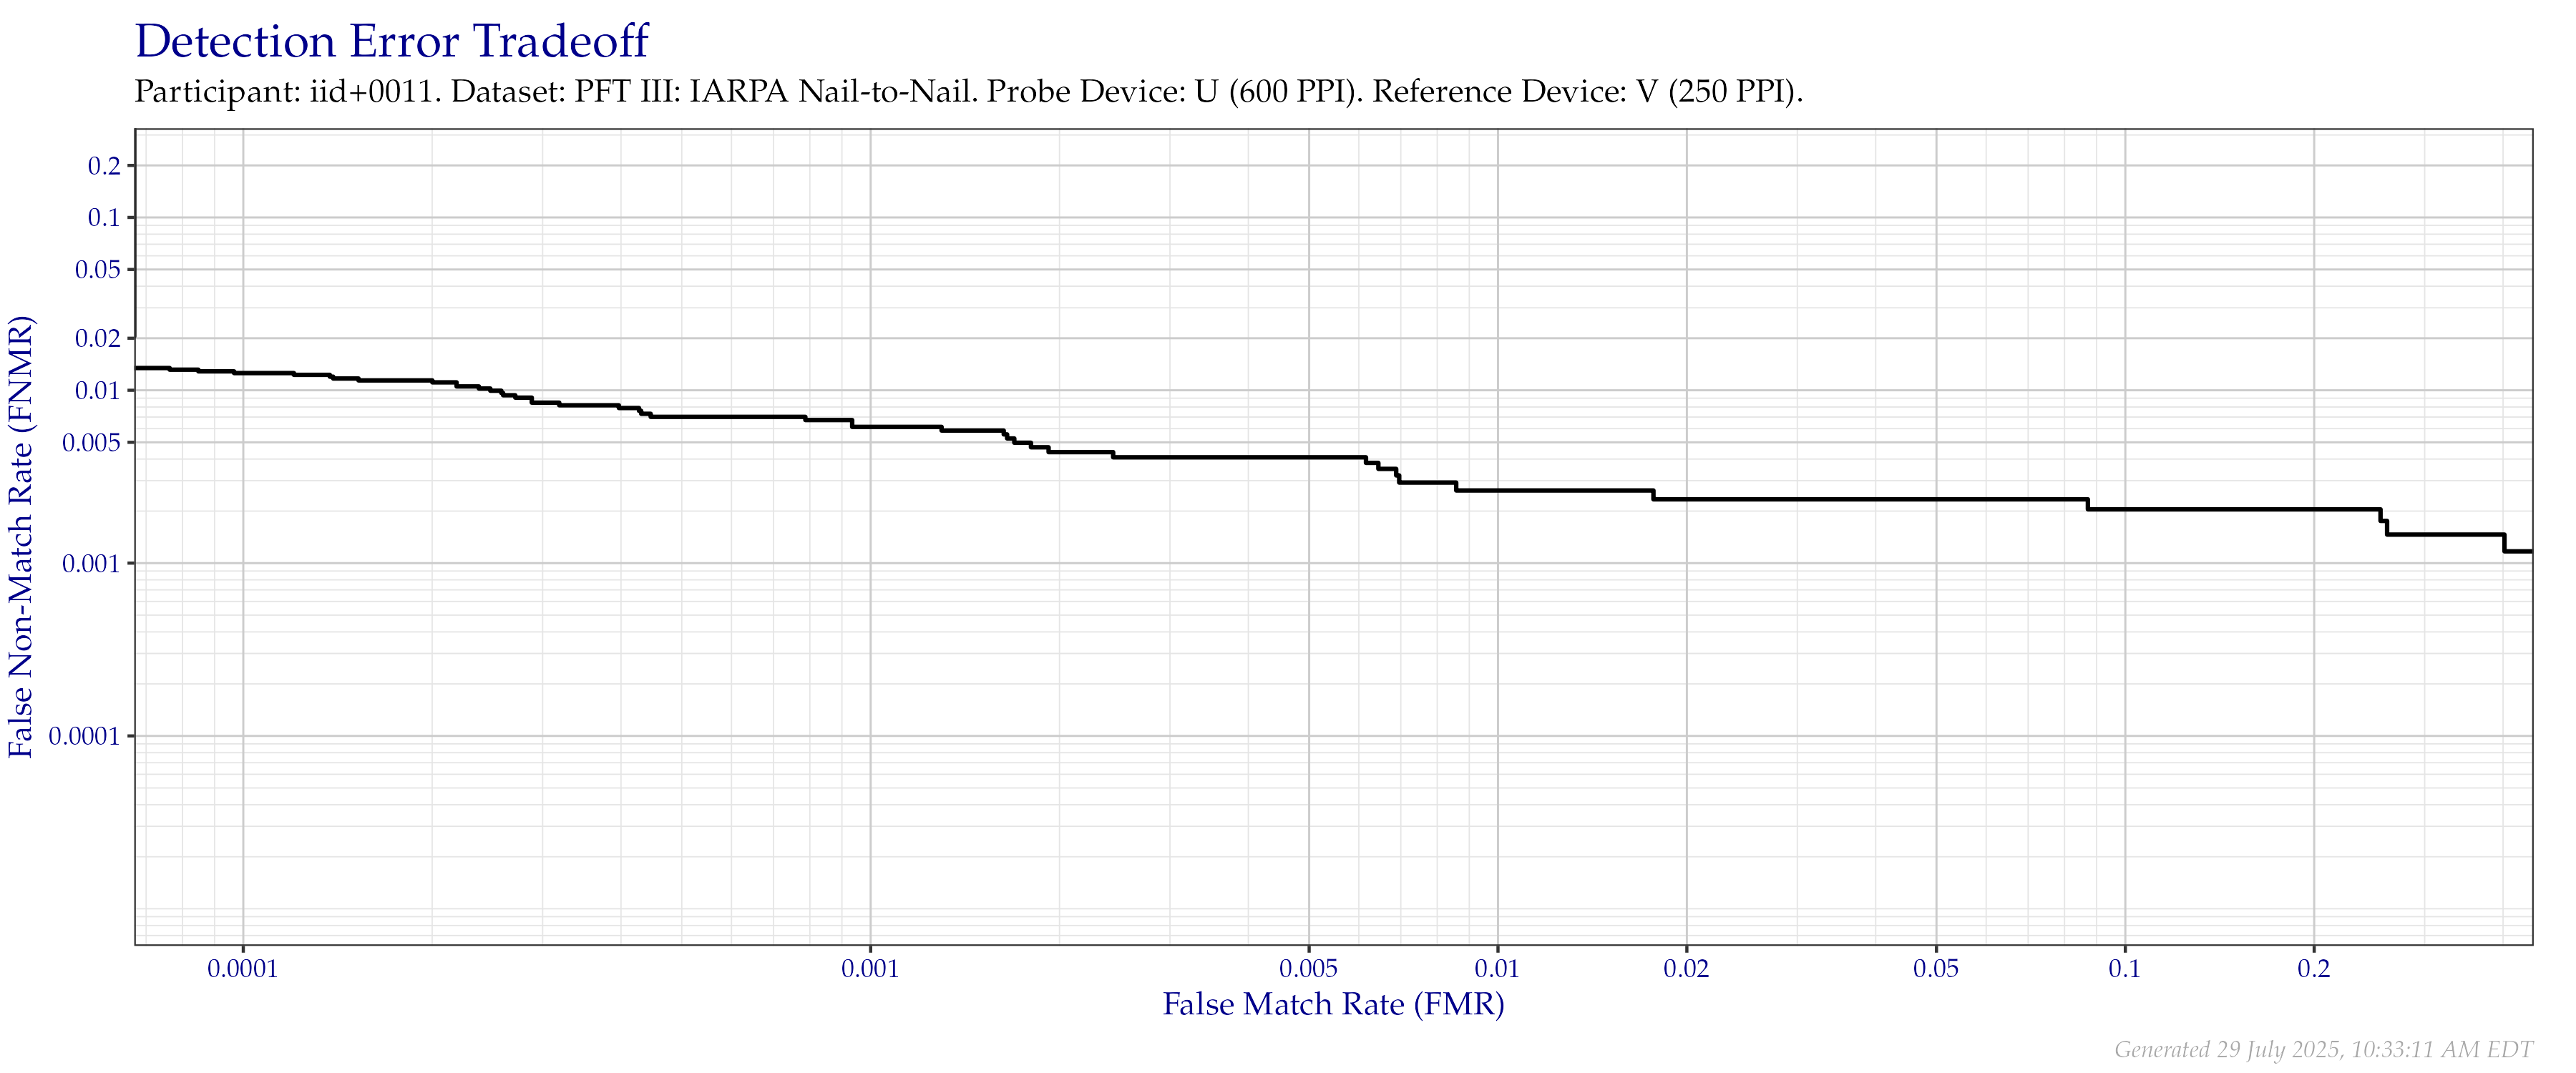 Detection Error Tradeoff
Participant: iid+0011. Dataset: PFT III: IARPA Nail-to-Nail. Probe Device: U (600 PPI). Reference Device: V (250 PPI).
False Non-Match Rate (FNMR)
0.2
0.1
0.05
0.02
0.01
0.005
0.001
0.0001
0.0001 0.001 0.005 0.01 0.02 0.05 0.1 0.2
False Match Rate (FMR)
Generated 29 July 2025, 10:33:11 AM EDT